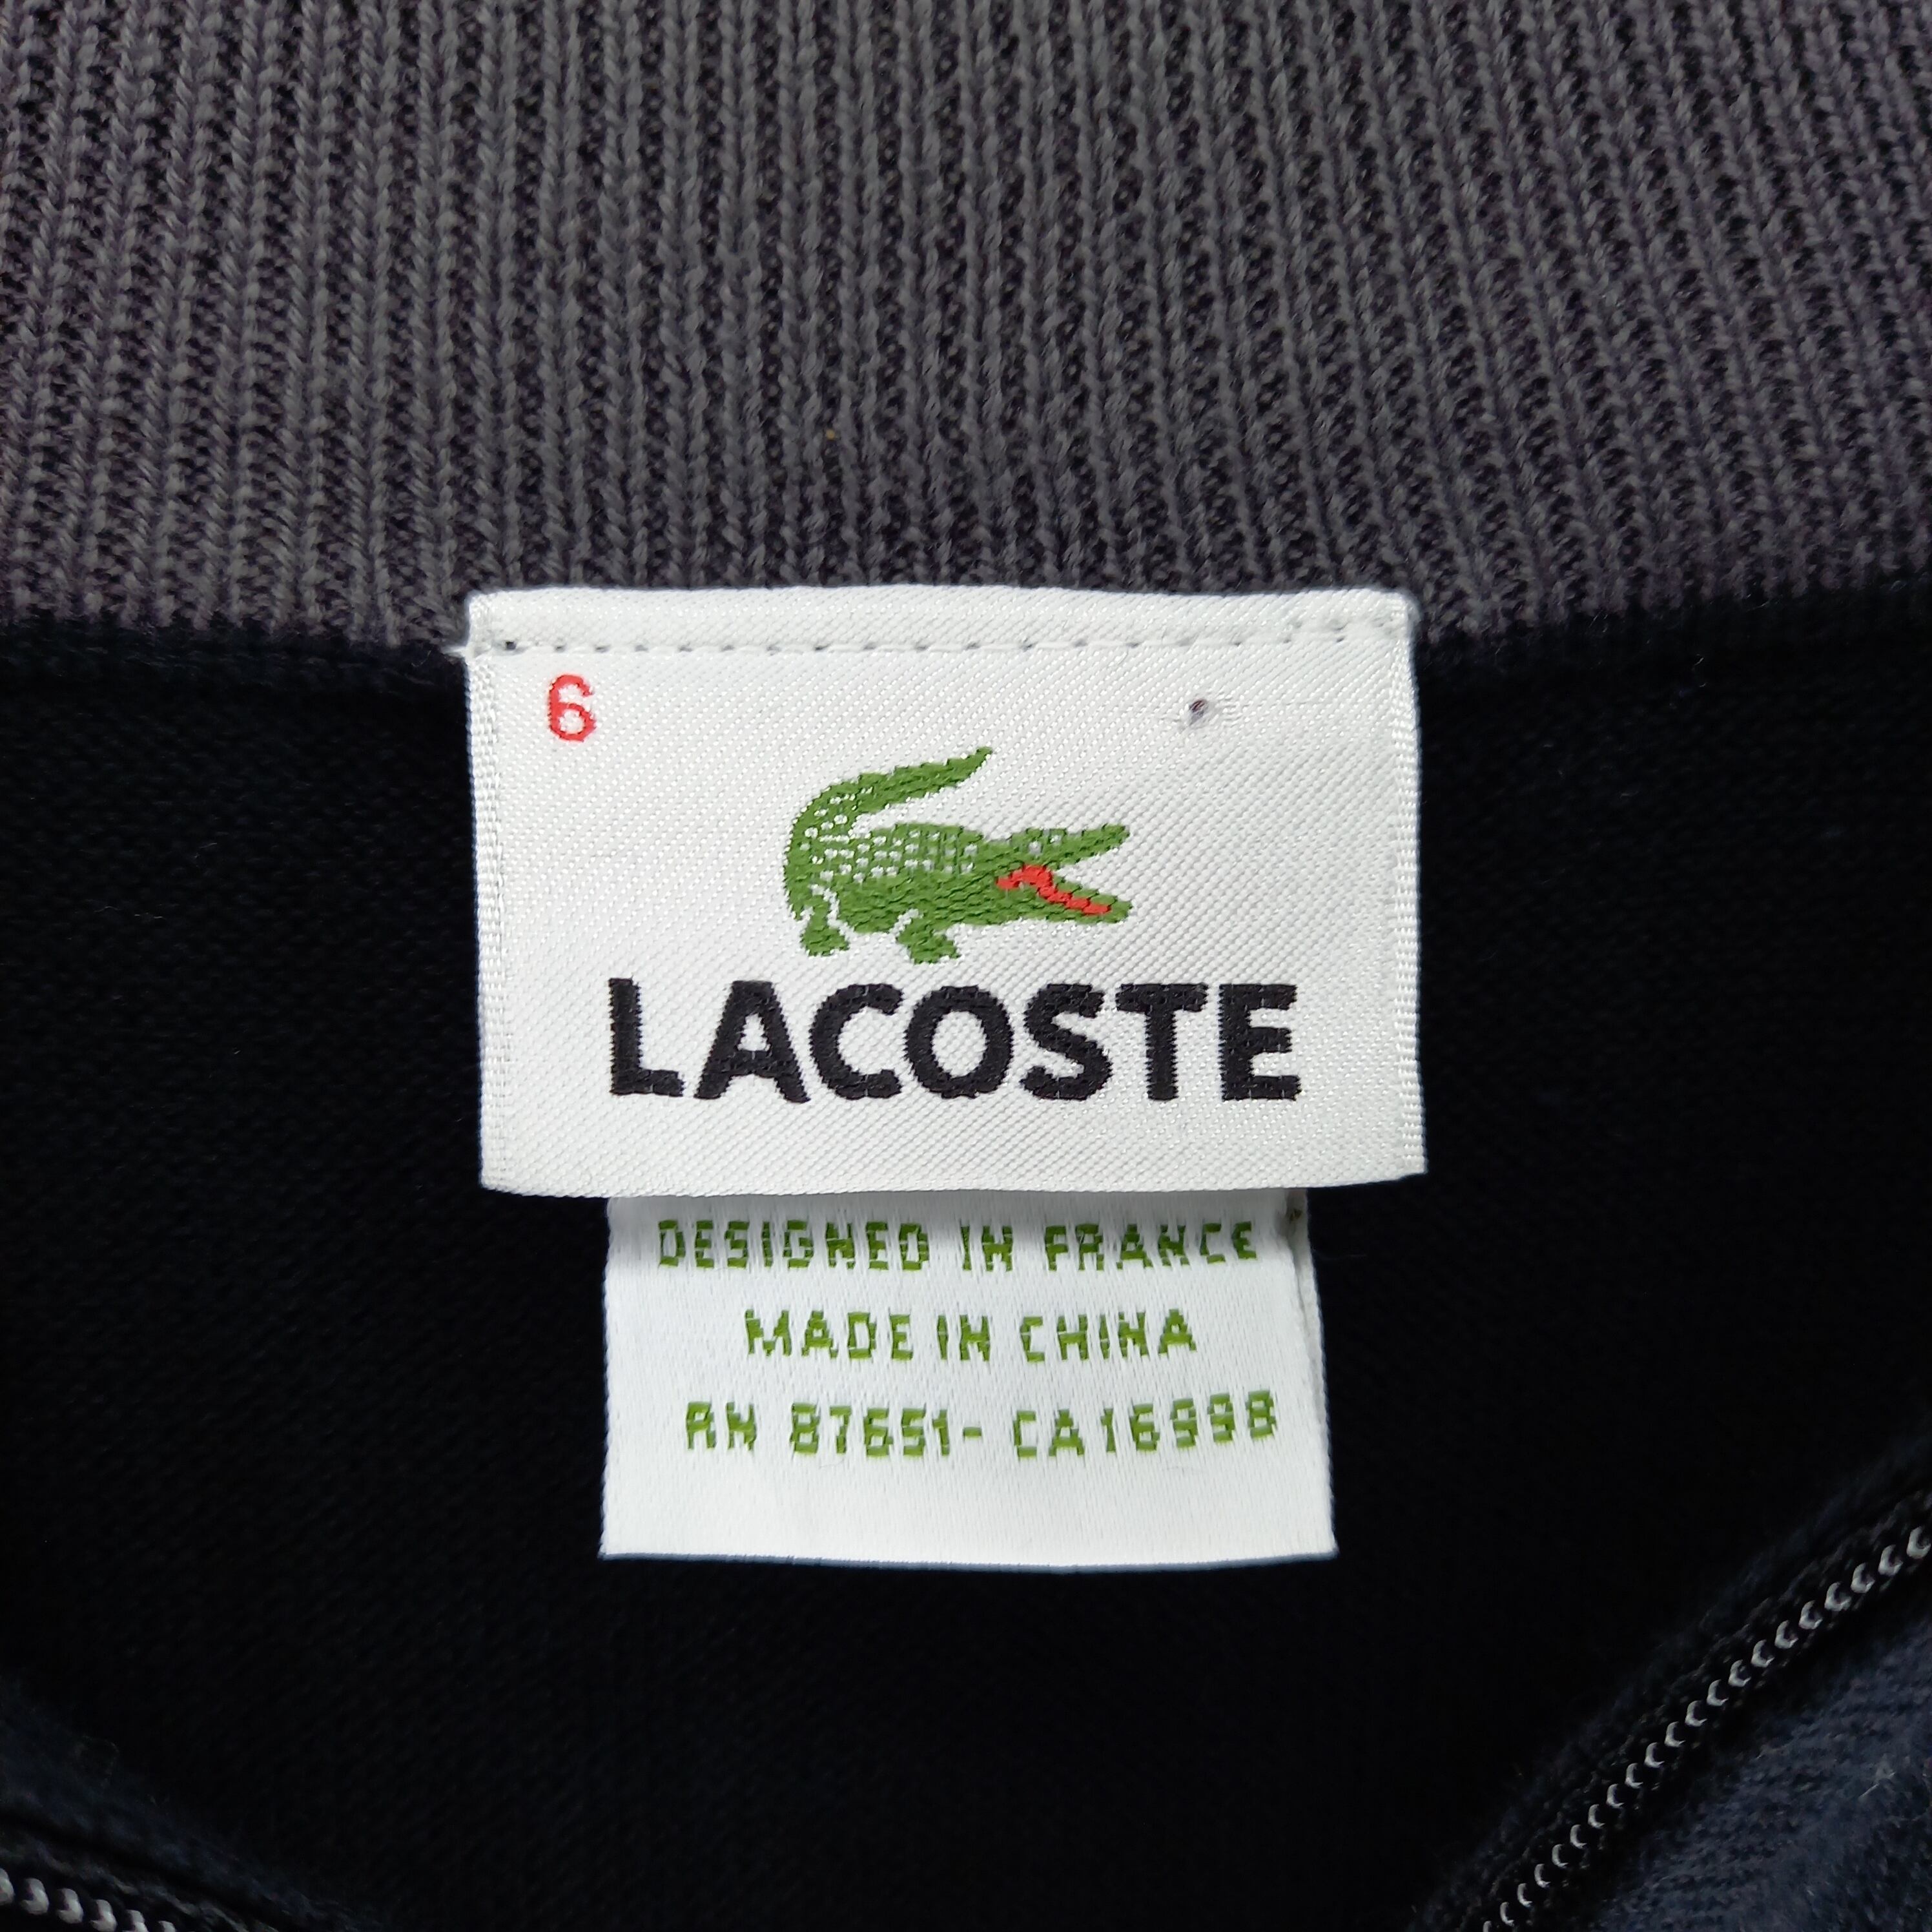 6
LACOSTE
DESIGNED IN FRANCE
MADE IN CHINA
RN 87651- CA16998